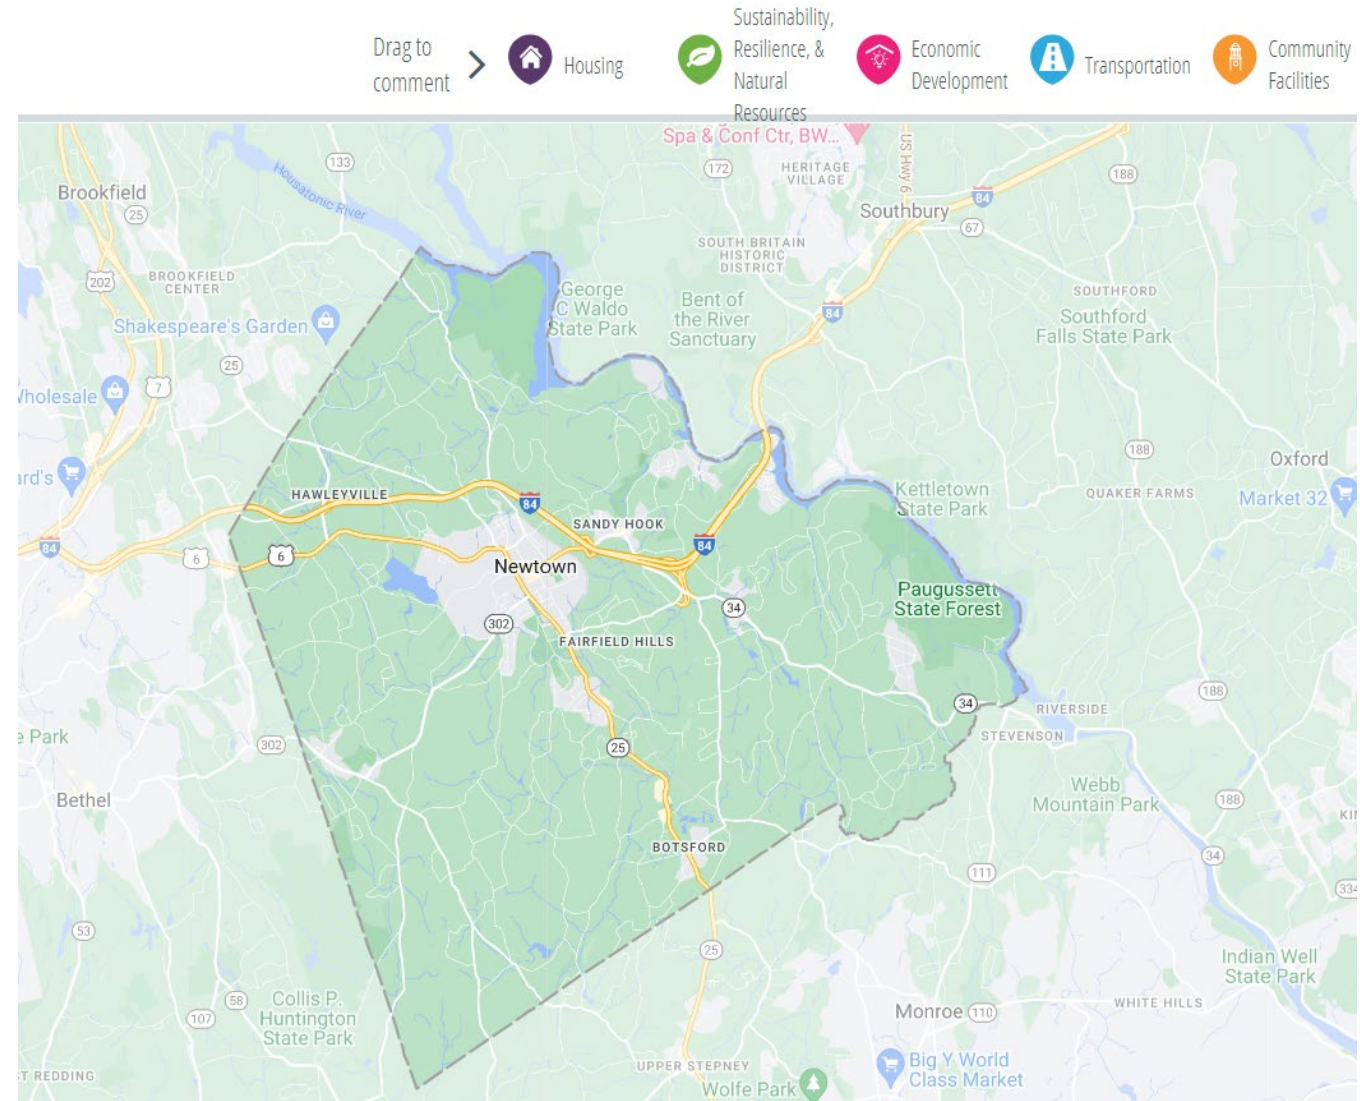 Drag to
comment
Housing
Sustainability,
Resilience, &
Natural
Resources
Economic
Development
Transportation
Community
Facilities
Spa & Conf Ctr, BW...
133
172
HERITAGE
VILLAGE
US Hwy 6
188
Housatonic River
Brookfield
25
84
Southbury
67
SOUTH BRITAIN
HISTORIC
DISTRICT
202
BROOKFIELD
CENTER
George
C Waldo
State Park
Bent of
the River
Sanctuary
84
SOUTHFORD
Southford
Falls State Park
Shakespeare's Garden
25
7
Wholesale
188
Oxford
ard's
Kettletown
State Park
QUAKER FARMS
Market 32
HAWLEYVILLE
84
SANDY HOOK
84
84
6
6
Newtown
Paugussett
State Forest
34
302
FAIRFIELD HILLS
188
34
RIVERSIDE
STEVENSON
e Park
302
25
Webb
Mountain Park
Bethel
188
KIN
BOTSFORD
34
111
334
53
25
Indian Well
State Park
58
Collis P.
Huntington
State Park
107
Monroe
110
WHITE HILLS
UPPER STEPNEY
Big Y World
Class Market
ST REDDING
Wolfe Park